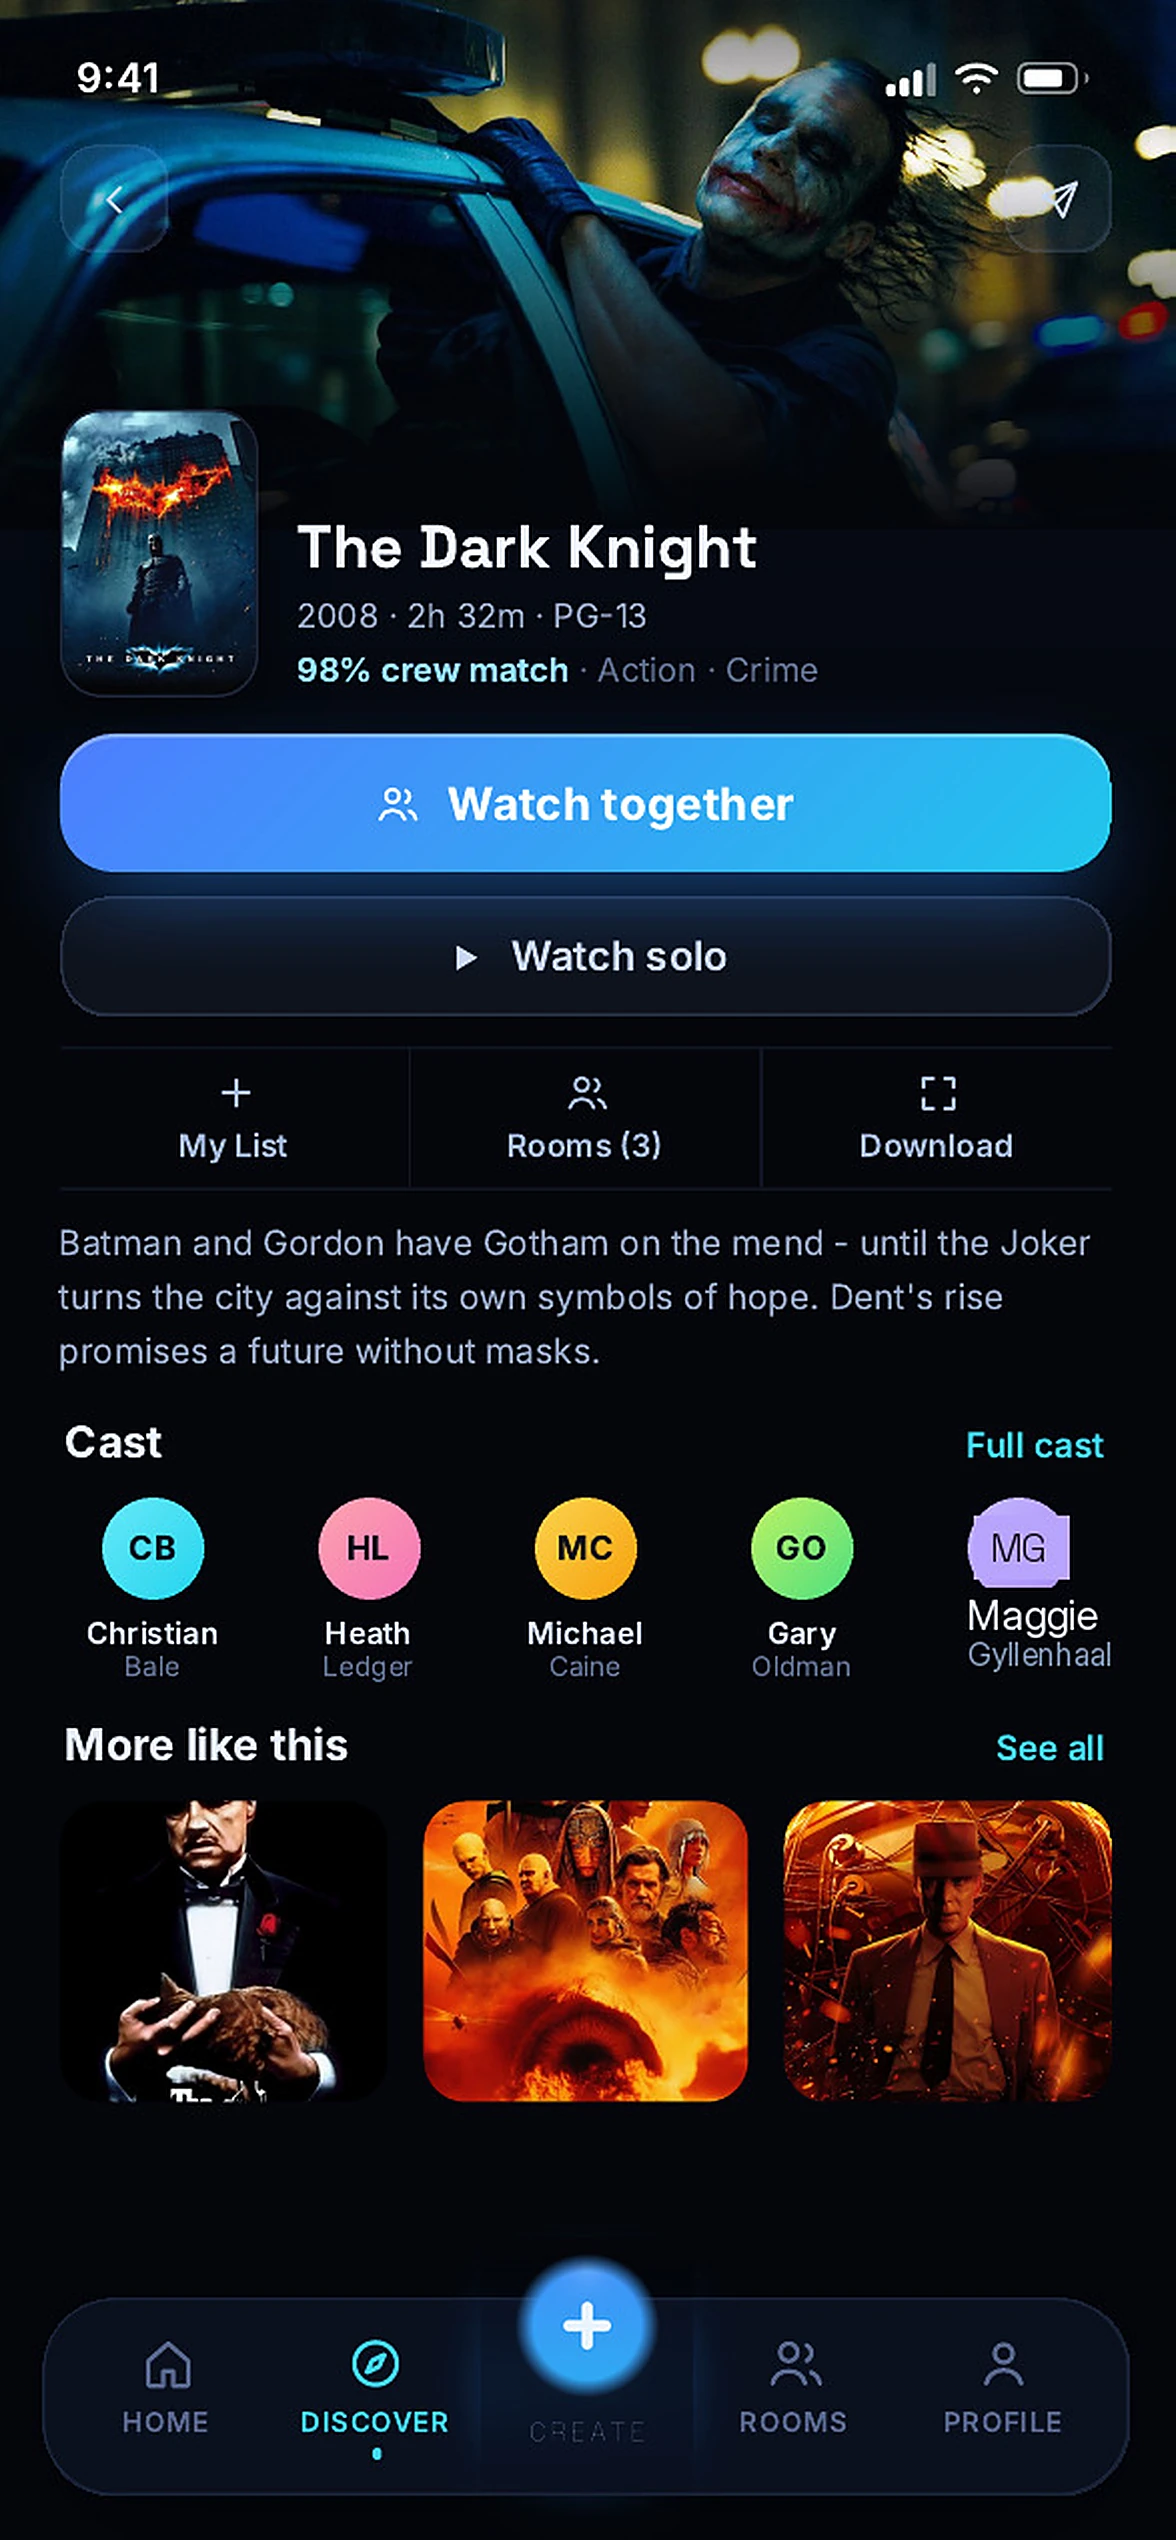 9:41
THE DARK KNIGHT
The Dark Knight
2008 · 2h 32m · PG-13
98% crew match · Action · Crime
Watch together
Watch solo
My List
Rooms (3)
Download
Batman and Gordon have Gotham on the mend - until the Joker
turns the city against its own symbols of hope. Dent's rise
promises a future without masks.
Cast
Full cast
CB
HL
MC
GO
MG
Christian
Bale
Heath
Ledger
Michael
Caine
Gary
Oldman
Maggie
Gyllenhaal
More like this
See all
HOME
DISCOVER
CREATE
ROOMS
PROFILE